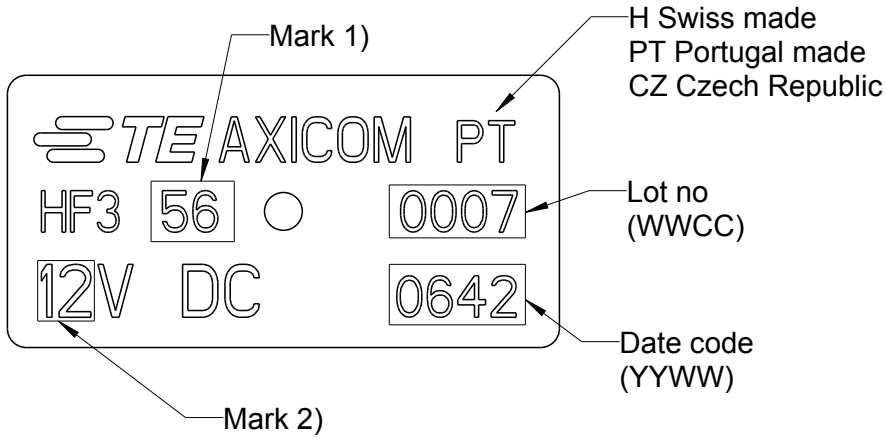 Mark 1)
H Swiss made
PT Portugal made
CZ Czech Republic
TE AXICOM PT
HF3 56 0007
Lot no
(WWCC)
12V DC 0642
Date code
(YYWW)
Mark 2)